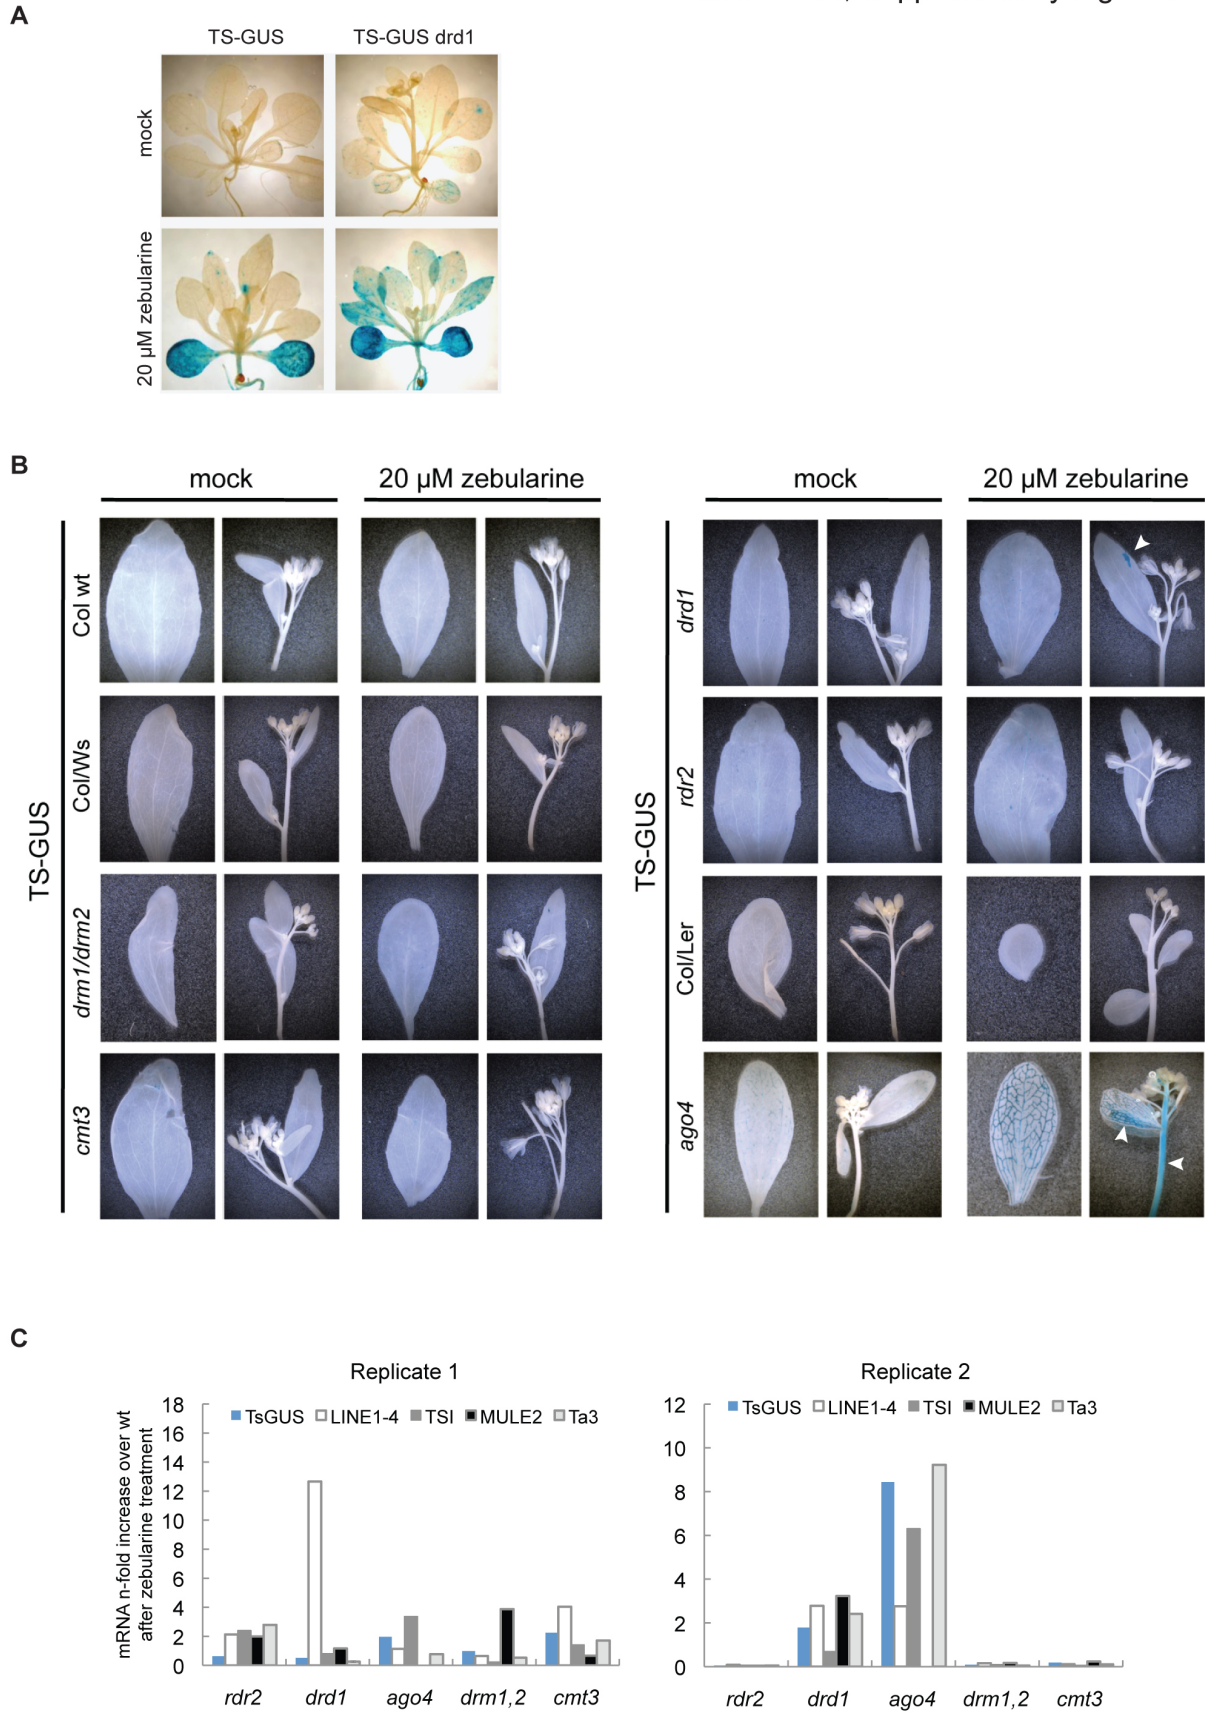 A
TS-GUS TS-GUS drd1
mock
20 µM zebularine
B
mock 20 µM zebularine mock 20 µM zebularine
TS-GUS
Col wt
Col/Ws
drm1/drm2
cmt3
TS-GUS
drd1
rdr2
Col/Ler
ago4
C
Replicate 1
mRNA n-fold increase over wt
after zebularine treatment
18
16
14
12
10
8
6
4
2
0
TsGUS LINE1-4 TSI MULE2 Ta3
rdr2 drd1 ago4 drm1,2 cmt3
Replicate 2
12
10
8
6
4
2
0
TsGUS LINE1-4 TSI MULE2 Ta3
rdr2 drd1 ago4 drm1,2 cmt3